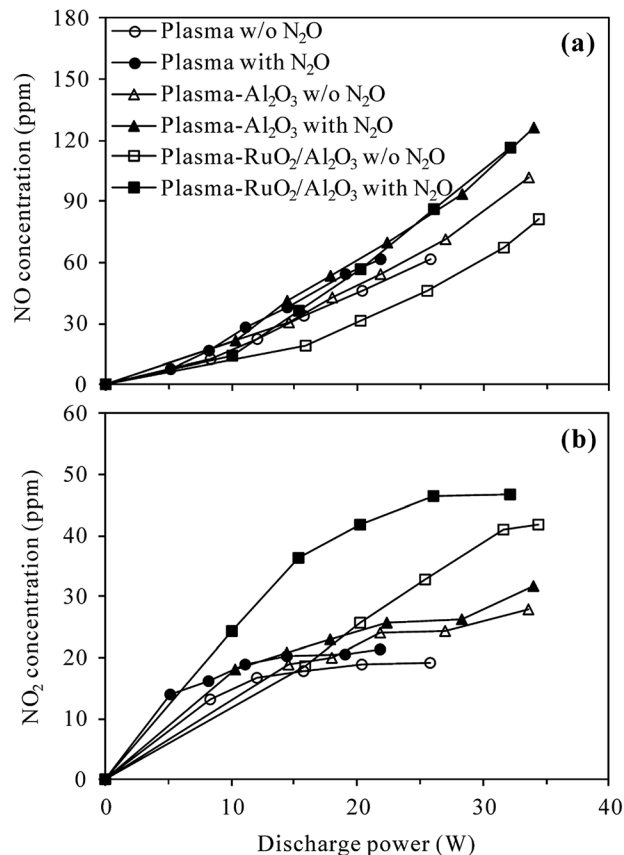 180
150
120
90
60
30
0
NO concentration (ppm)
(a)
Plasma w/o N₂O
Plasma with N₂O
Plasma-Al₂O₃ w/o N₂O
Plasma-Al₂O₃ with N₂O
Plasma-RuO₂/Al₂O₃ w/o N₂O
Plasma-RuO₂/Al₂O₃ with N₂O
60
50
40
30
20
10
0
NO₂ concentration (ppm)
(b)
0 10 20 30 40
Discharge power (W)